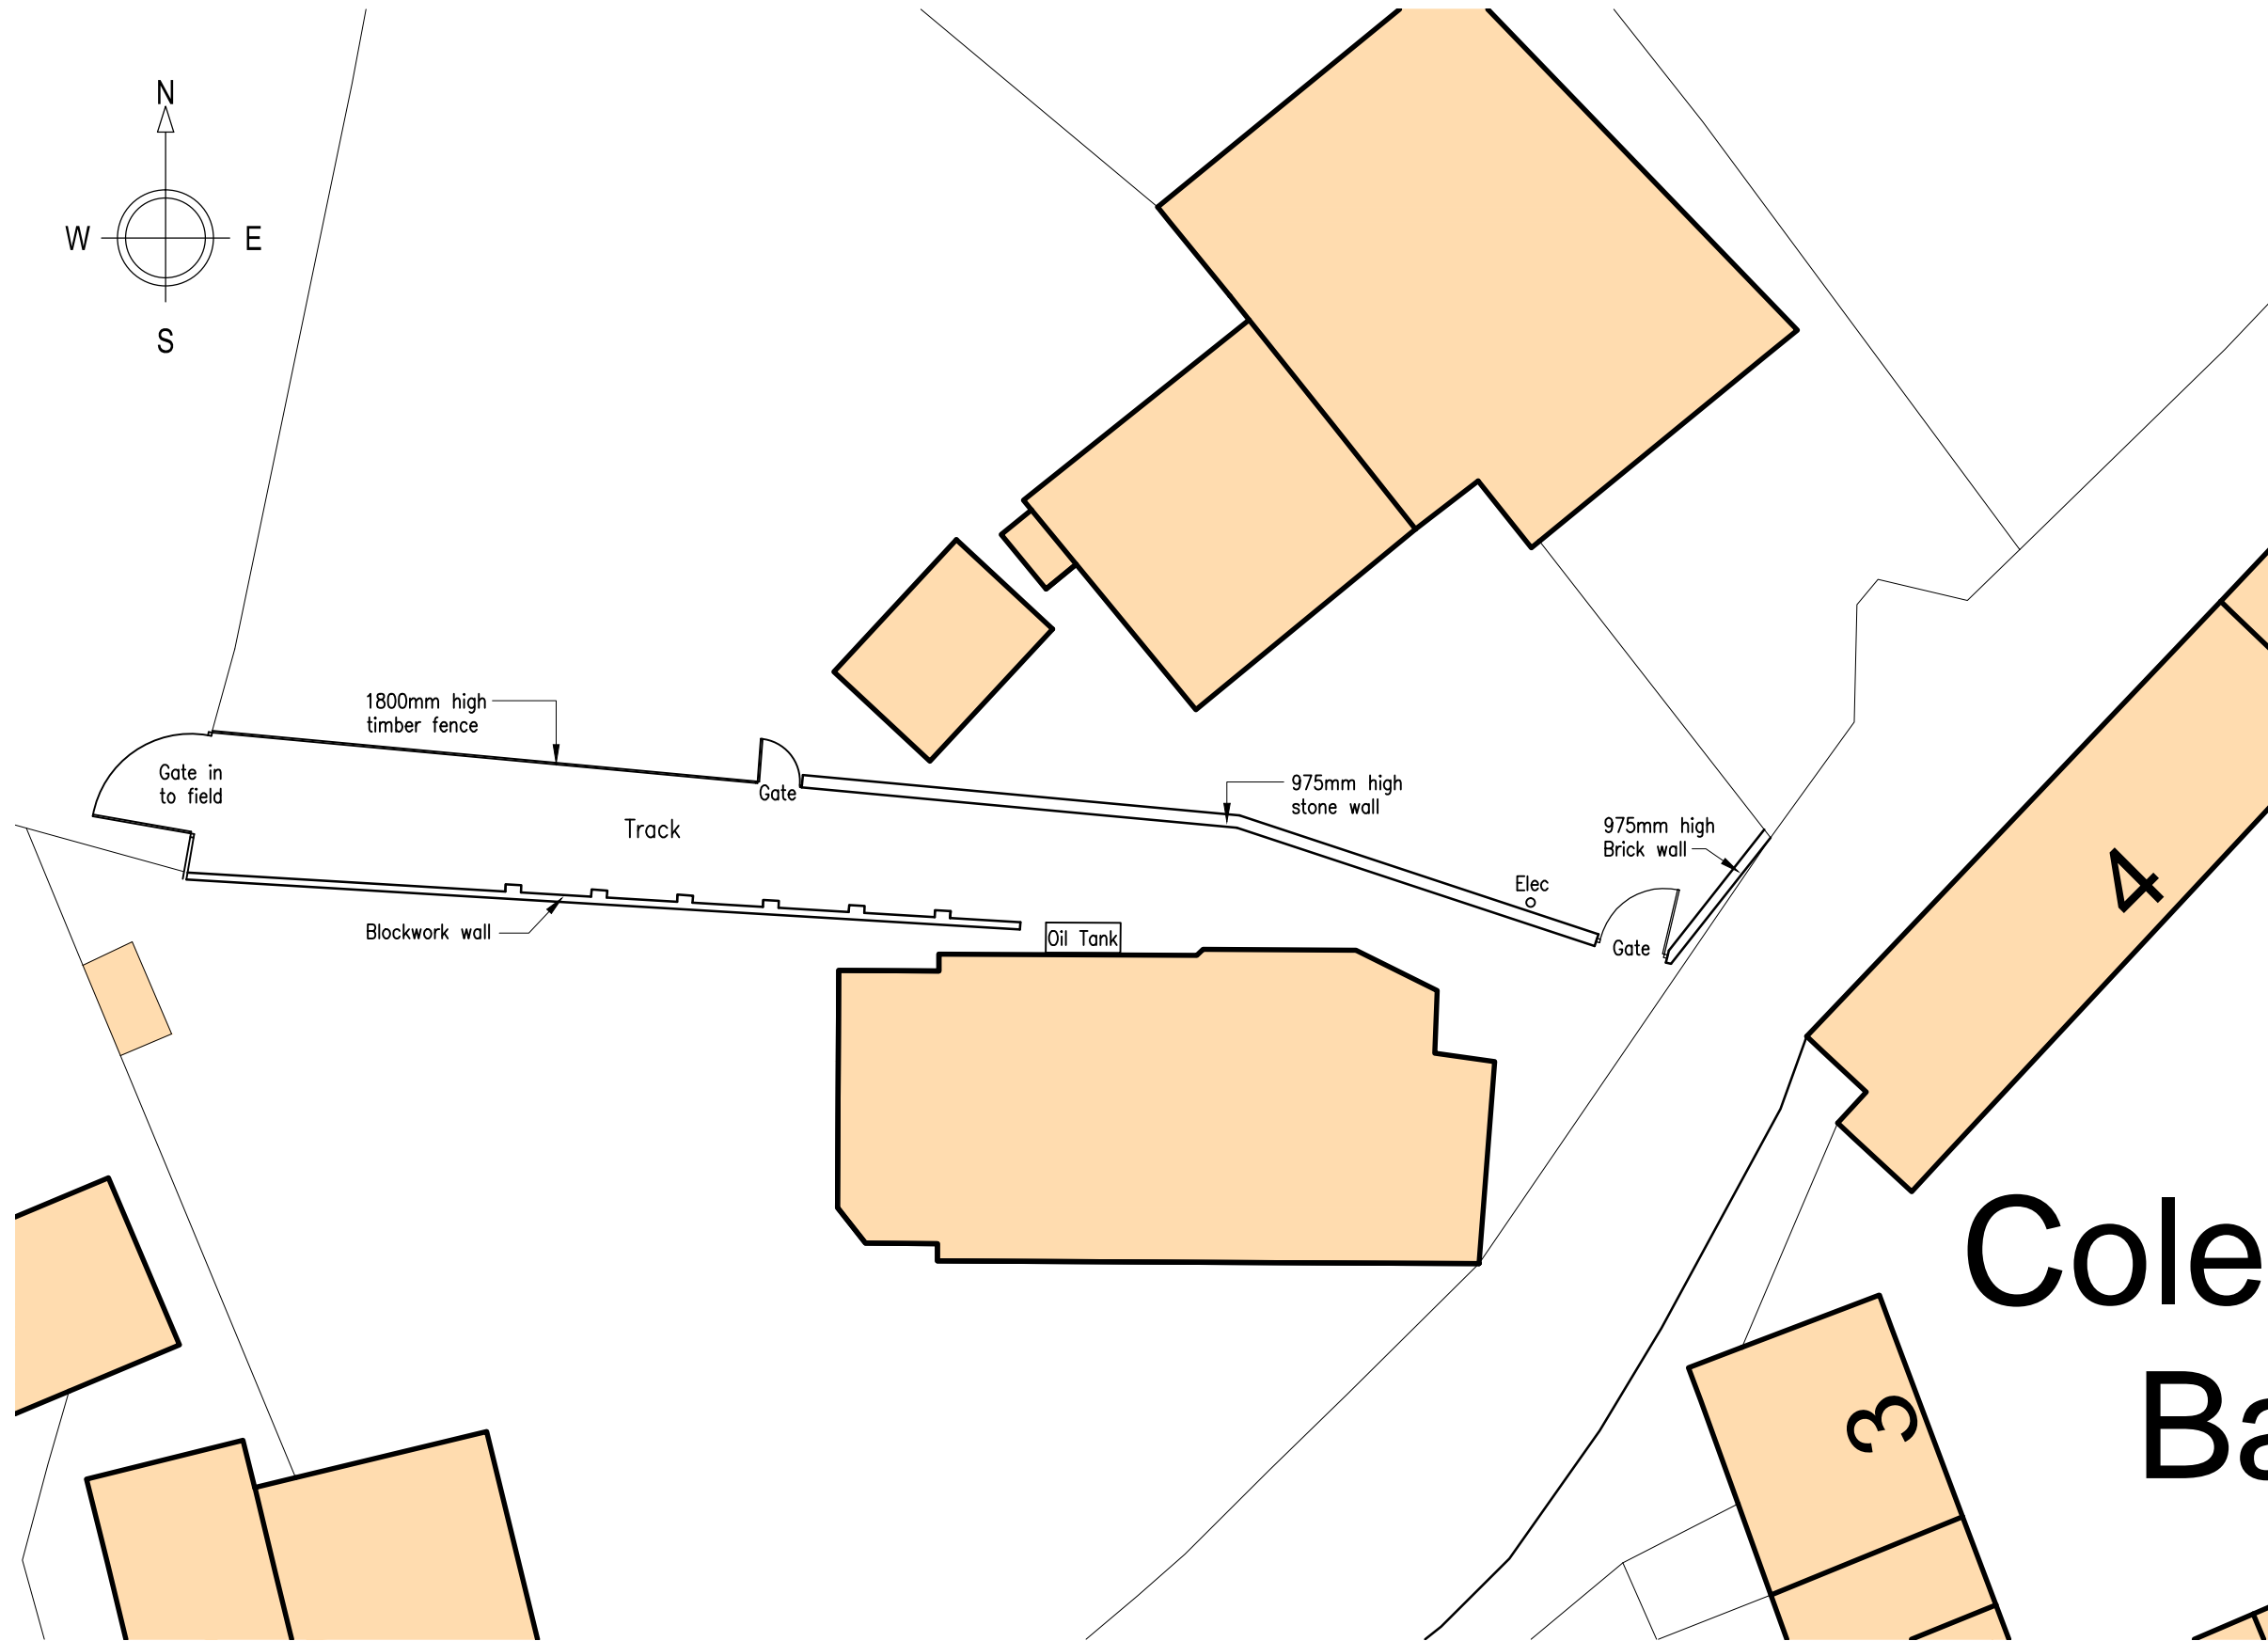 N
W
E
S
1800mm high
timber fence
Gate in
to field
Gate
Track
975mm high
stone wall
975mm high
Brick wall
Elec
Gate
Blockwork wall
Oil Tank
4
Cole
Ba
3